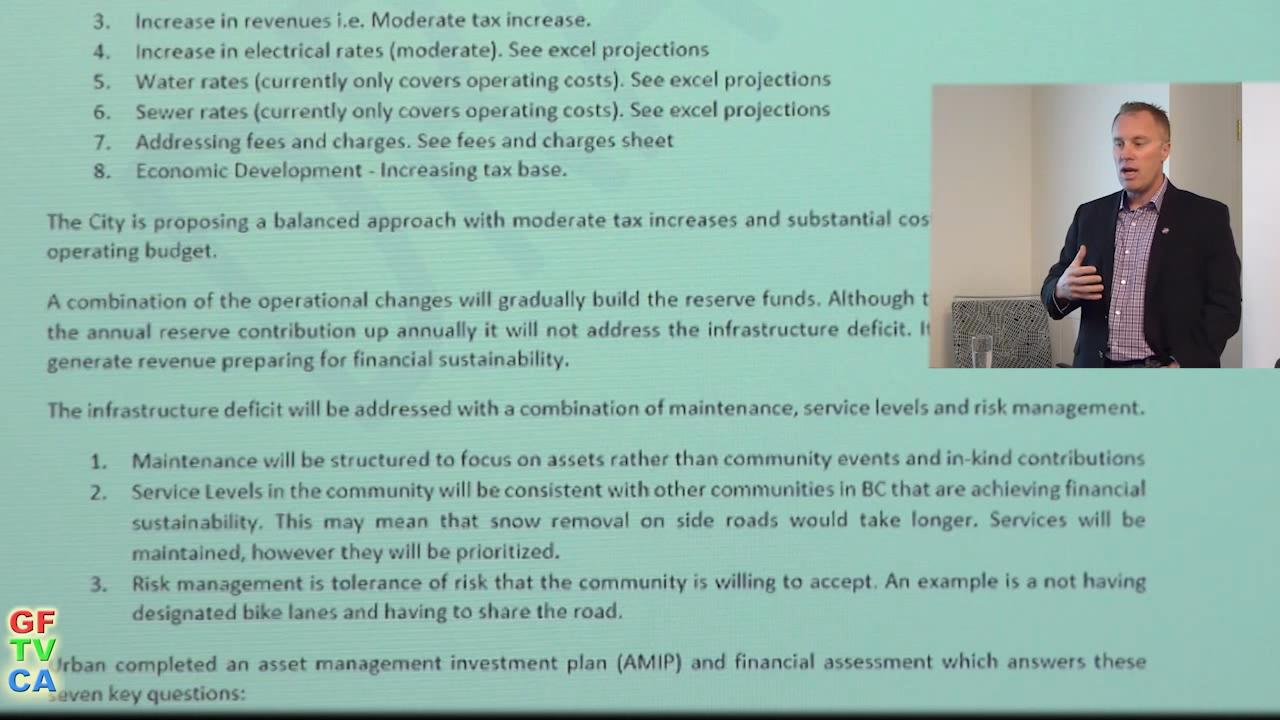 3. Increase in revenues i.e. Moderate tax increase.
4. Increase in electrical rates (moderate). See excel projections
5. Water rates (currently only covers operating costs). See excel projections
6. Sewer rates (currently only covers operating costs). See excel projections
7. Addressing fees and charges. See fees and charges sheet
8. Economic Development - Increasing tax base.
The City is proposing a balanced approach with moderate tax increases and substantial
operating budget.
A combination of the operational changes will gradually build the reserve funds. Although
the annual reserve contribution up annually it will not address the infrastructure deficit.
generate revenue preparing for financial sustainability.
The infrastructure deficit will be addressed with a combination of maintenance, service levels and risk management.
1. Maintenance will be structured to focus on assets rather than community events and in-kind contributions
2. Service Levels in the community will be consistent with other communities in BC that are achieving financial
sustainability. This may mean that snow removal on side roads would take longer. Services will be
maintained, however they will be prioritized.
3. Risk management is tolerance of risk that the community is willing to accept. An example is a not having
designated bike lanes and having to share the road.
Urban completed an asset management investment plan (AMIP) and financial assessment which answers these
seven key questions:
GF
TV
CA